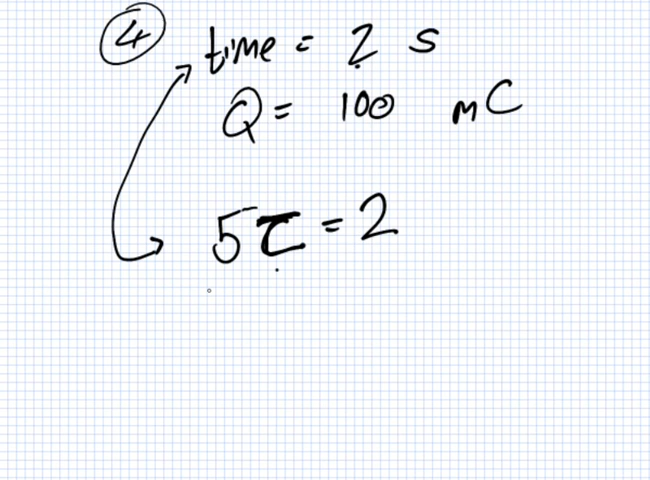 4 time = 2 s
Q = 100 mC
5τ = 2